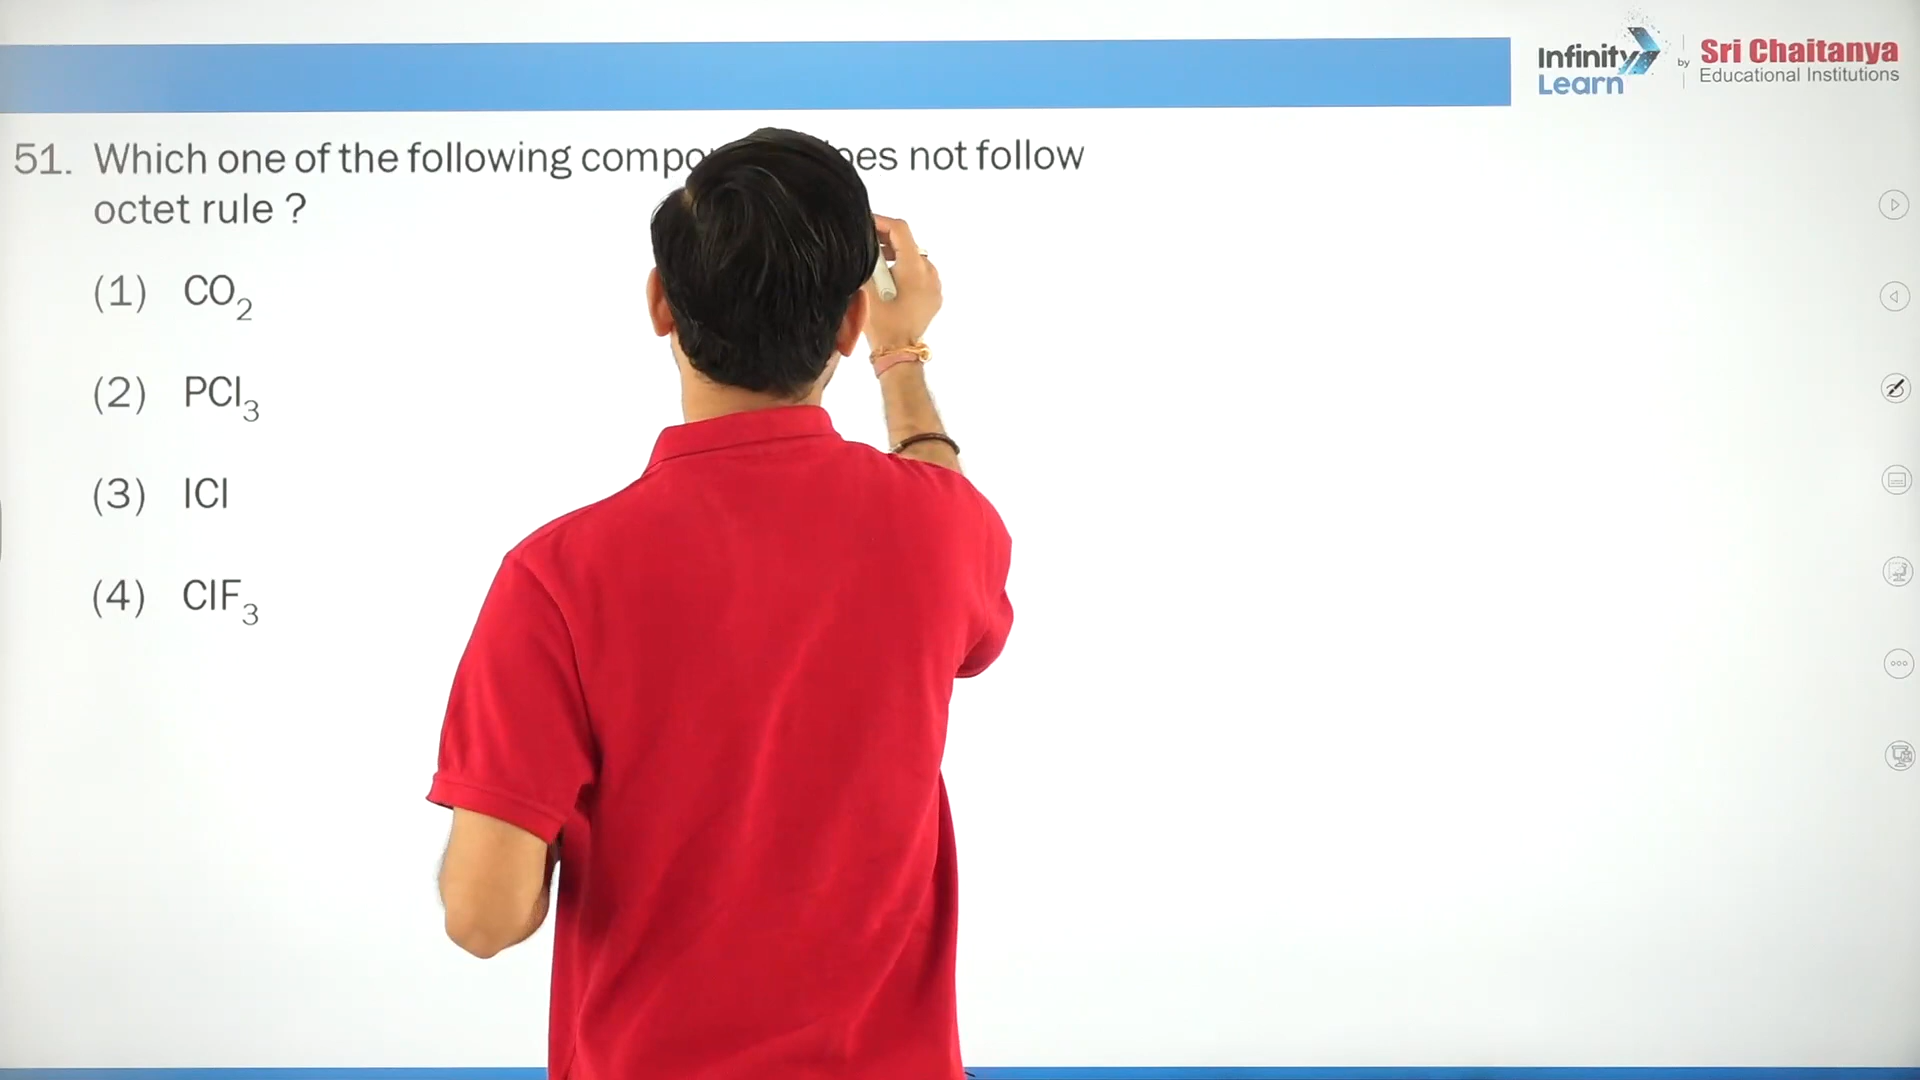 Infinity Learn by Sri Chaitanya Educational Institutions
51. Which one of the following compo oes not follow
octet rule ?
(1) CO₂
(2) PCl₃
(3) ICl
(4) ClF₃